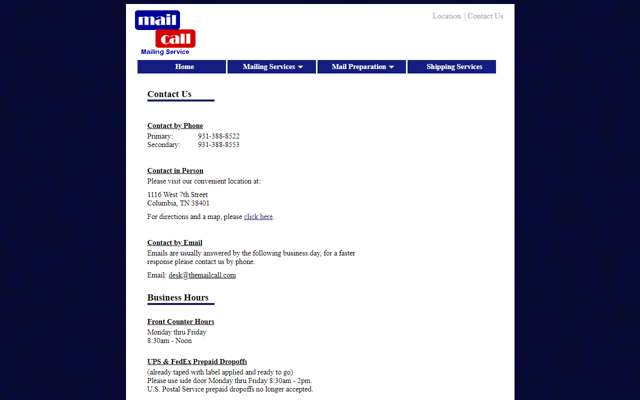 mail
call
Mailing Service
Location | Contact Us
Home
Mailing Services
Mail Preparation
Shipping Services
Contact Us
Contact by Phone
Primary: 931-388-8522
Secondary: 931-388-8553
Contact in Person
Please visit our convenient location at:
1116 West 7th Street
Columbia, TN 38401
For directions and a map, please click here.
Contact by Email
Emails are usually answered by the following business day, for a faster
response please contact us by phone.
Email: desk@themailcall.com
Business Hours
Front Counter Hours
Monday thru Friday
8:30am - Noon
UPS & FedEx Prepaid Dropoffs
(already taped with label applied and ready to go)
Please use side door Monday thru Friday 8:30am - 2pm.
U.S. Postal Service prepaid dropoffs no longer accepted.